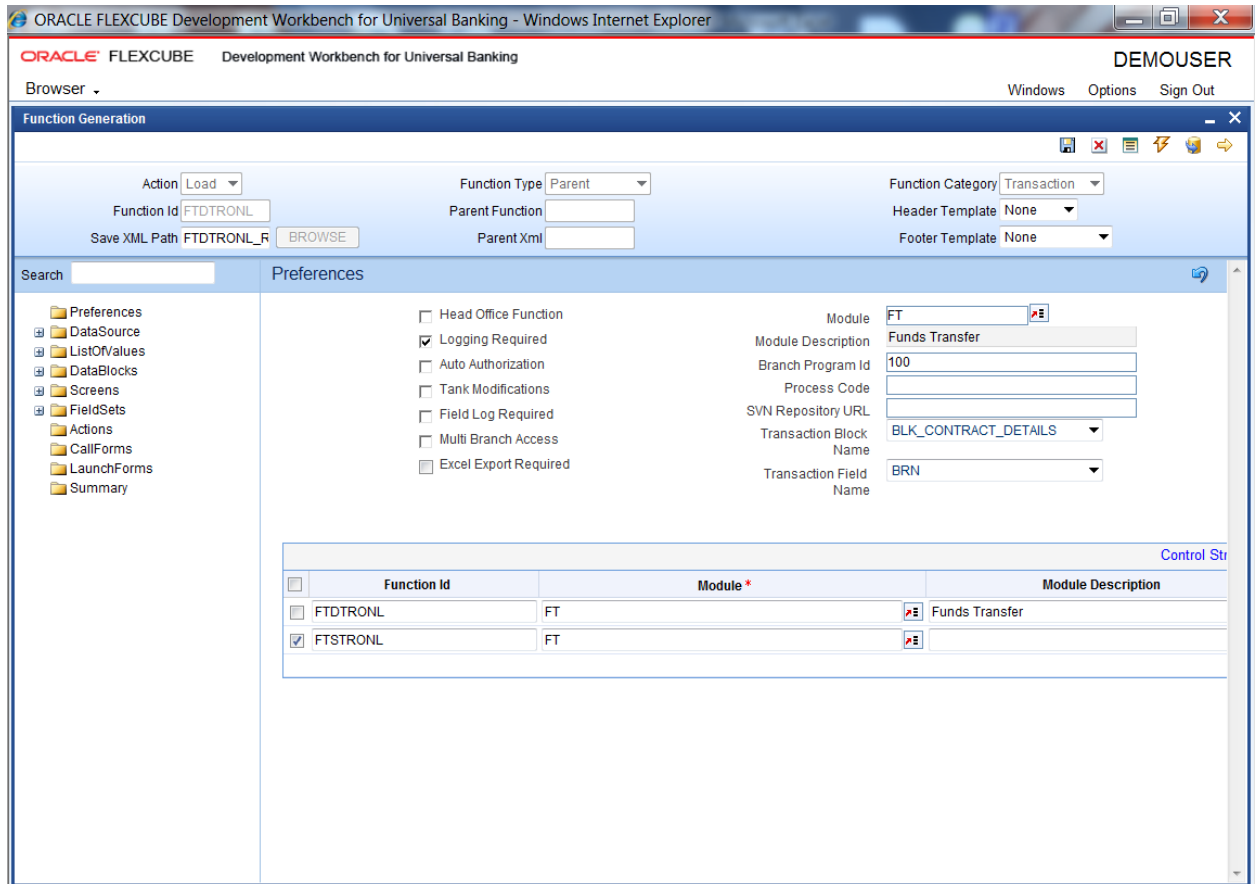 ORACLE FLEXCUBE Development Workbench for Universal Banking - Windows Internet Explorer
ORACLE FLEXCUBE Development Workbench for Universal Banking
DEMOUSER
Browser
Windows Options Sign Out
Function Generation
Action Load Function Type Parent Function Category Transaction
Function Id FTDTRONL Parent Function Header Template None
Save XML Path FTDTRONL_R BROWSE Parent Xml Footer Template None
Search
Preferences
Preferences
DataSource
ListOfValues
DataBlocks
Screens
FieldSets
Actions
CallForms
LaunchForms
Summary
Head Office Function
Logging Required
Auto Authorization
Tank Modifications
Field Log Required
Multi Branch Access
Excel Export Required
Module FT
Module Description Funds Transfer
Branch Program Id 100
Process Code
SVN Repository URL
Transaction Block BLK_CONTRACT_DETAILS
Name
Transaction Field BRN
Name
Control Str
Function Id Module * Module Description
FTDTRONL FT Funds Transfer
FTSTRONL FT